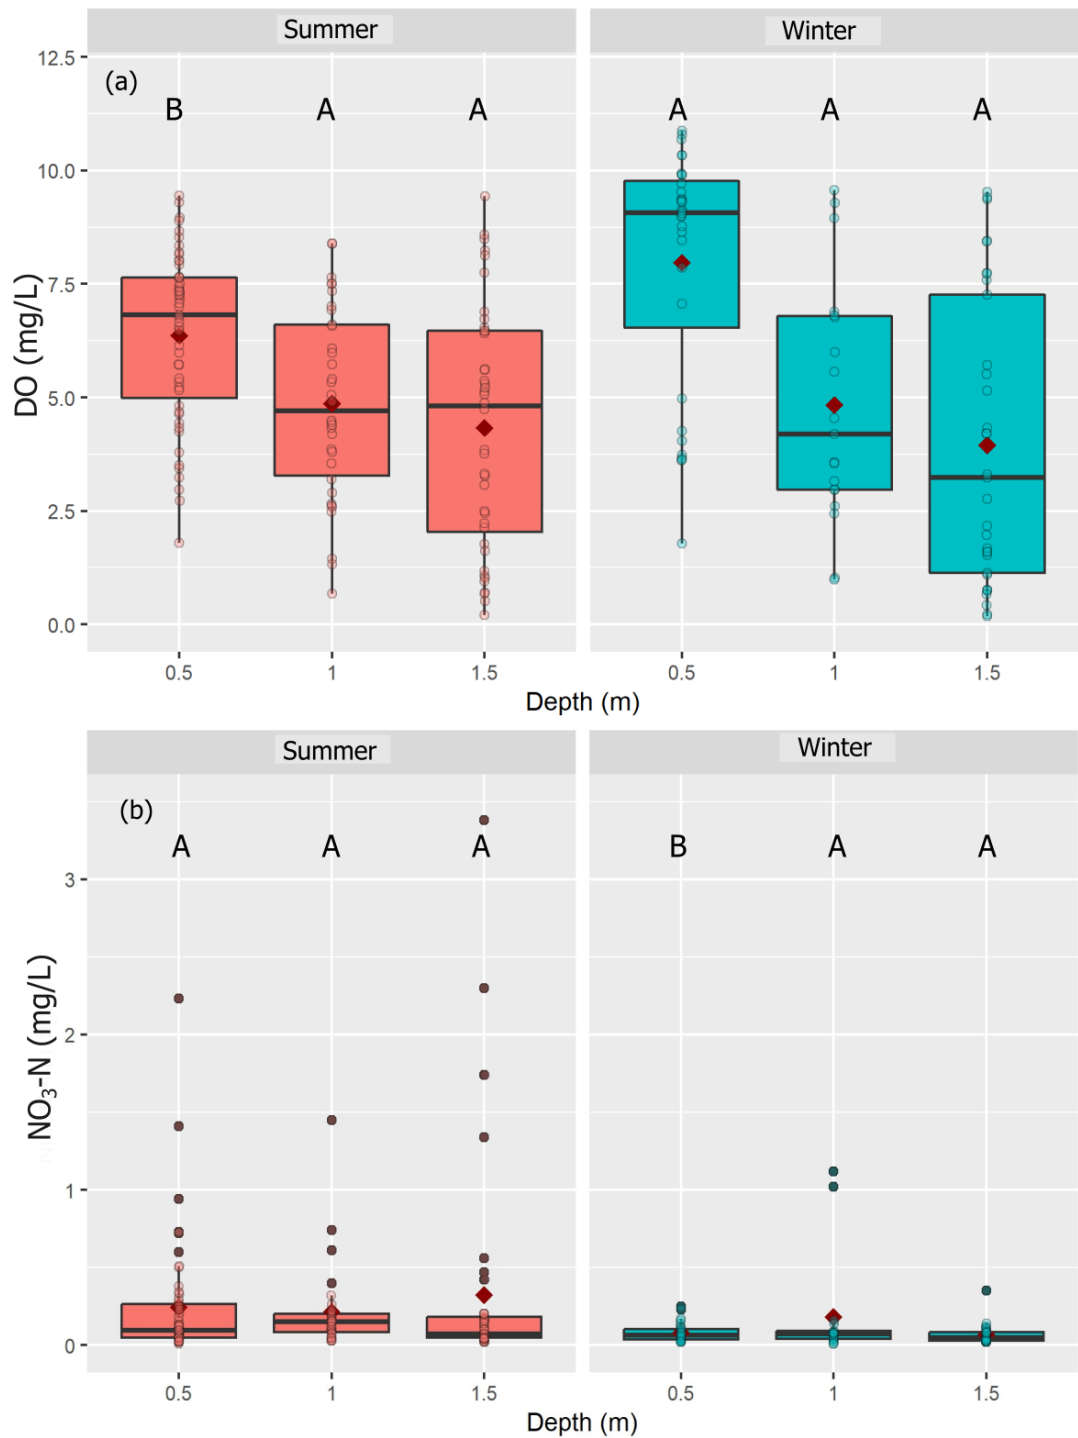 Summer Winter
12.5
(a)
B A A A A A
10.0
7.5
5.0
2.5
0.0
DO (mg/L)
0.5 1 1.5 0.5 1 1.5
Depth (m)
Summer Winter
(b)
A A A B A A
3
2
1
0
NO₃-N (mg/L)
0.5 1 1.5 0.5 1 1.5
Depth (m)